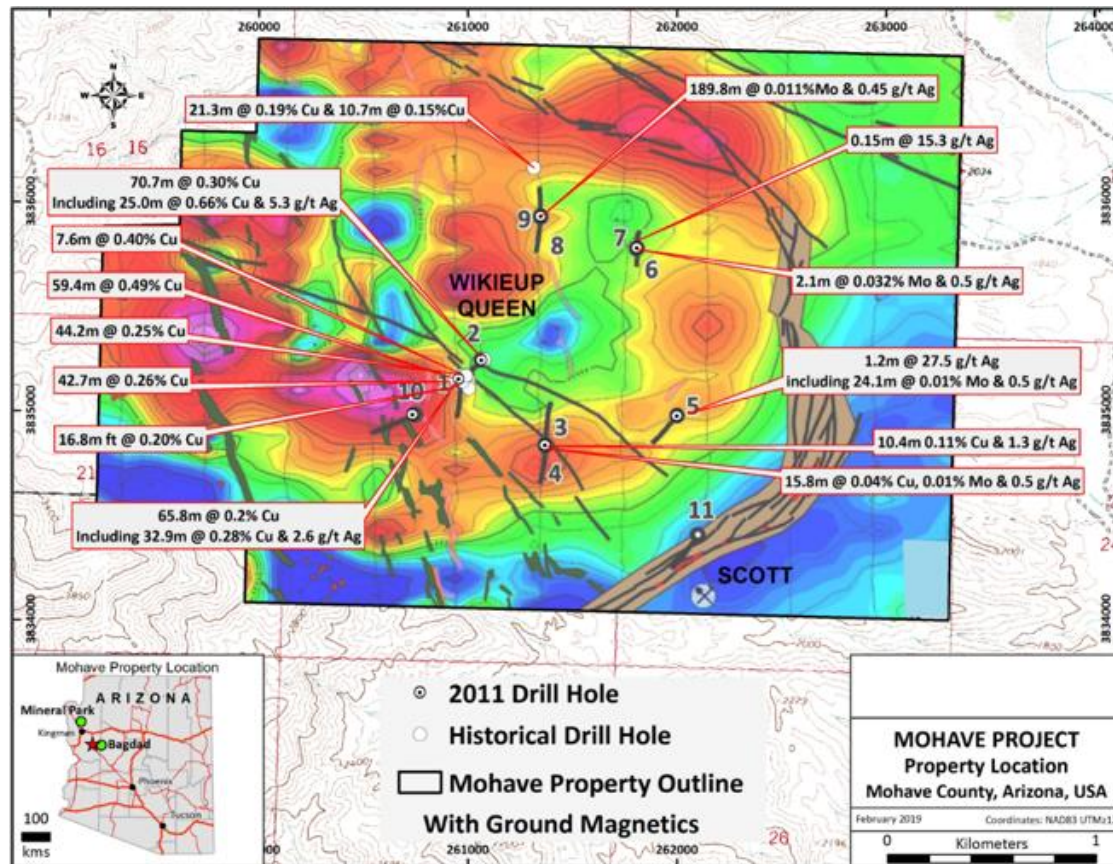 260000
261000
262000
263000
264000
N
W E
S
16 16
21.3m @ 0.19% Cu & 10.7m @ 0.15%Cu
189.8m @ 0.011%Mo & 0.45 g/t Ag
0.15m @ 15.3 g/t Ag
70.7m @ 0.30% Cu
Including 25.0m @ 0.66% Cu & 5.3 g/t Ag
7.6m @ 0.40% Cu
59.4m @ 0.49% Cu
44.2m @ 0.25% Cu
42.7m @ 0.26% Cu
16.8m ft @ 0.20% Cu
65.8m @ 0.2% Cu
Including 32.9m @ 0.28% Cu & 2.6 g/t Ag
2.1m @ 0.032% Mo & 0.5 g/t Ag
1.2m @ 27.5 g/t Ag
including 24.1m @ 0.01% Mo & 0.5 g/t Ag
10.4m 0.11% Cu & 1.3 g/t Ag
15.8m @ 0.04% Cu, 0.01% Mo & 0.5 g/t Ag
9
8
7
6
WIKIEUP
QUEEN
2
1
10
3
4
5
11
SCOTT
21
26
3836000
3836000
3835000
3835000
3834000
3834000
Mohave Property Location
ARIZONA
Mineral Park
Kingman
Bagdad
Phoenix
Tucson
100
kms
2011 Drill Hole
Historical Drill Hole
Mohave Property Outline
With Ground Magnetics
MOHAVE PROJECT
Property Location
Mohave County, Arizona, USA
February 2019
Coordinates: NAD83 UTMz1
0 1
Kilometers
261000
262000